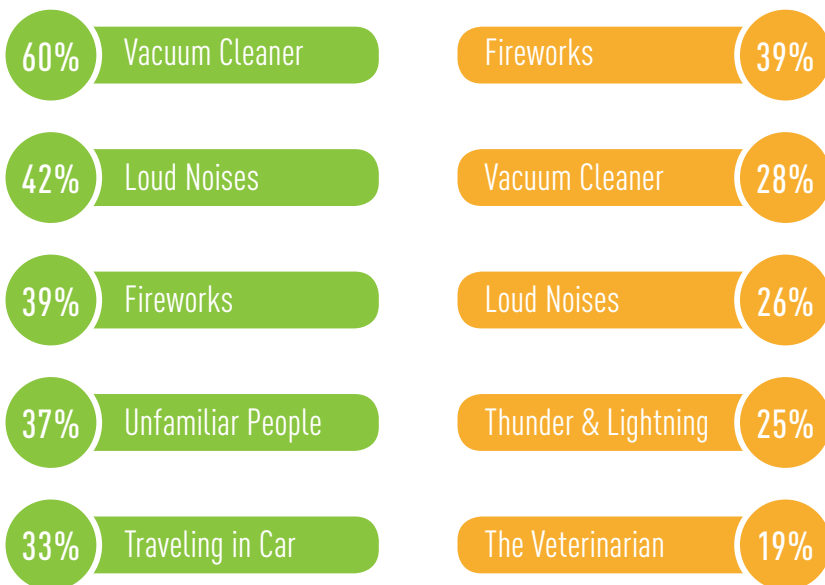 60% Vacuum Cleaner
42% Loud Noises
39% Fireworks
37% Unfamiliar People
33% Traveling in Car
Fireworks 39%
Vacuum Cleaner 28%
Loud Noises 26%
Thunder & Lightning 25%
The Veterinarian 19%